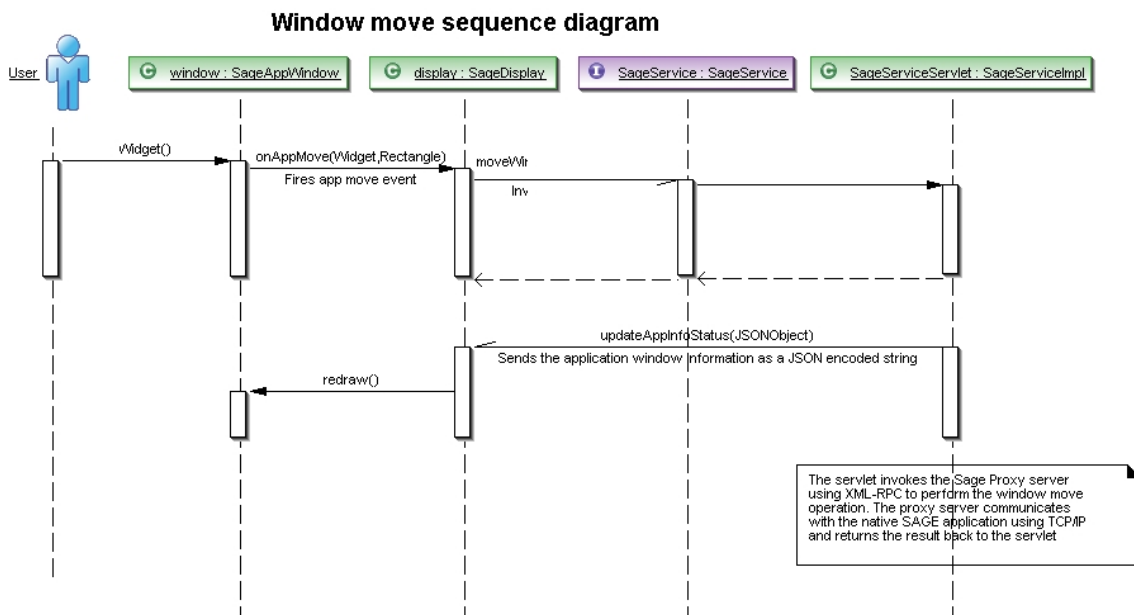 Window move sequence diagram
User
C window : SageAppWindow
C display : SageDisplay
I SageService : SageService
C SageServiceServlet : SageServiceImpl
Widget()
onAppMove(Widget,Rectangle)
Fires app move event
moveWir
Inv
updateAppInfoStatus(JSONObject)
Sends the application window information as a JSON encoded string
redraw()
The servlet invokes the Sage Proxy server
using XML-RPC to perform the window move
operation. The proxy server communicates
with the native SAGE application using TCP/IP
and returns the result back to the servlet